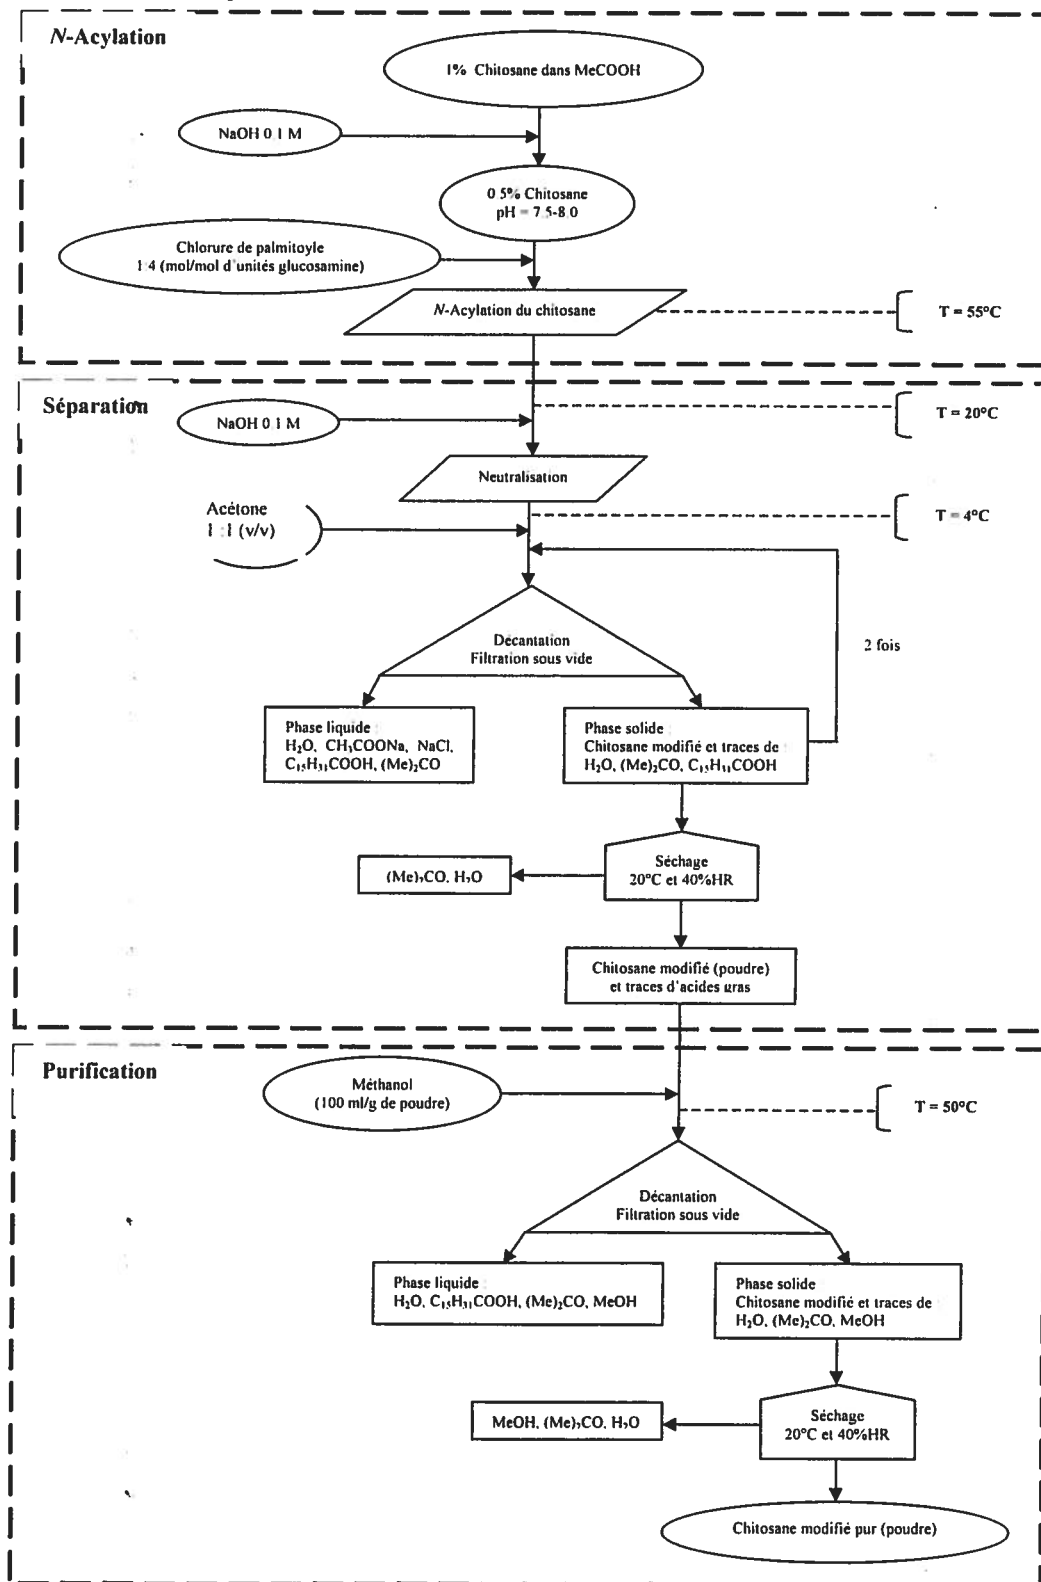 N-Acylation
1% Chitosane dans MeCOOH
NaOH 0 1 M
0 5% Chitosane
pH = 7.5-8.0
Chlorure de palmitoyle
1:4 (mol/mol d'unités glucosamine)
N-Acylation du chitosane
T = 55°C
Séparation
T = 20°C
NaOH 0 1 M
Neutralisation
Acétone
1 :1 (v/v)
T = 4°C
Décantation
Filtration sous vide
2 fois
Phase liquide :
H₂O, CH₃COONa, NaCl,
C₁₅H₃₁COOH, (Me)₂CO
Phase solide :
Chitosane modifié et traces de :
H₂O, (Me)₂CO, C₁₅H₃₁COOH
Séchage
20°C et 40%HR
(Me)₂CO, H₂O
Chitosane modifié (poudre)
et traces d'acides gras
Purification
Méthanol
(100 ml/g de poudre)
T = 50°C
Décantation
Filtration sous vide
Phase liquide :
H₂O, C₁₅H₃₁COOH, (Me)₂CO, MeOH
Phase solide
Chitosane modifié et traces de :
H₂O, (Me)₂CO, MeOH
Séchage
20°C et 40%HR
MeOH, (Me)₂CO, H₂O
Chitosane modifié pur (poudre)